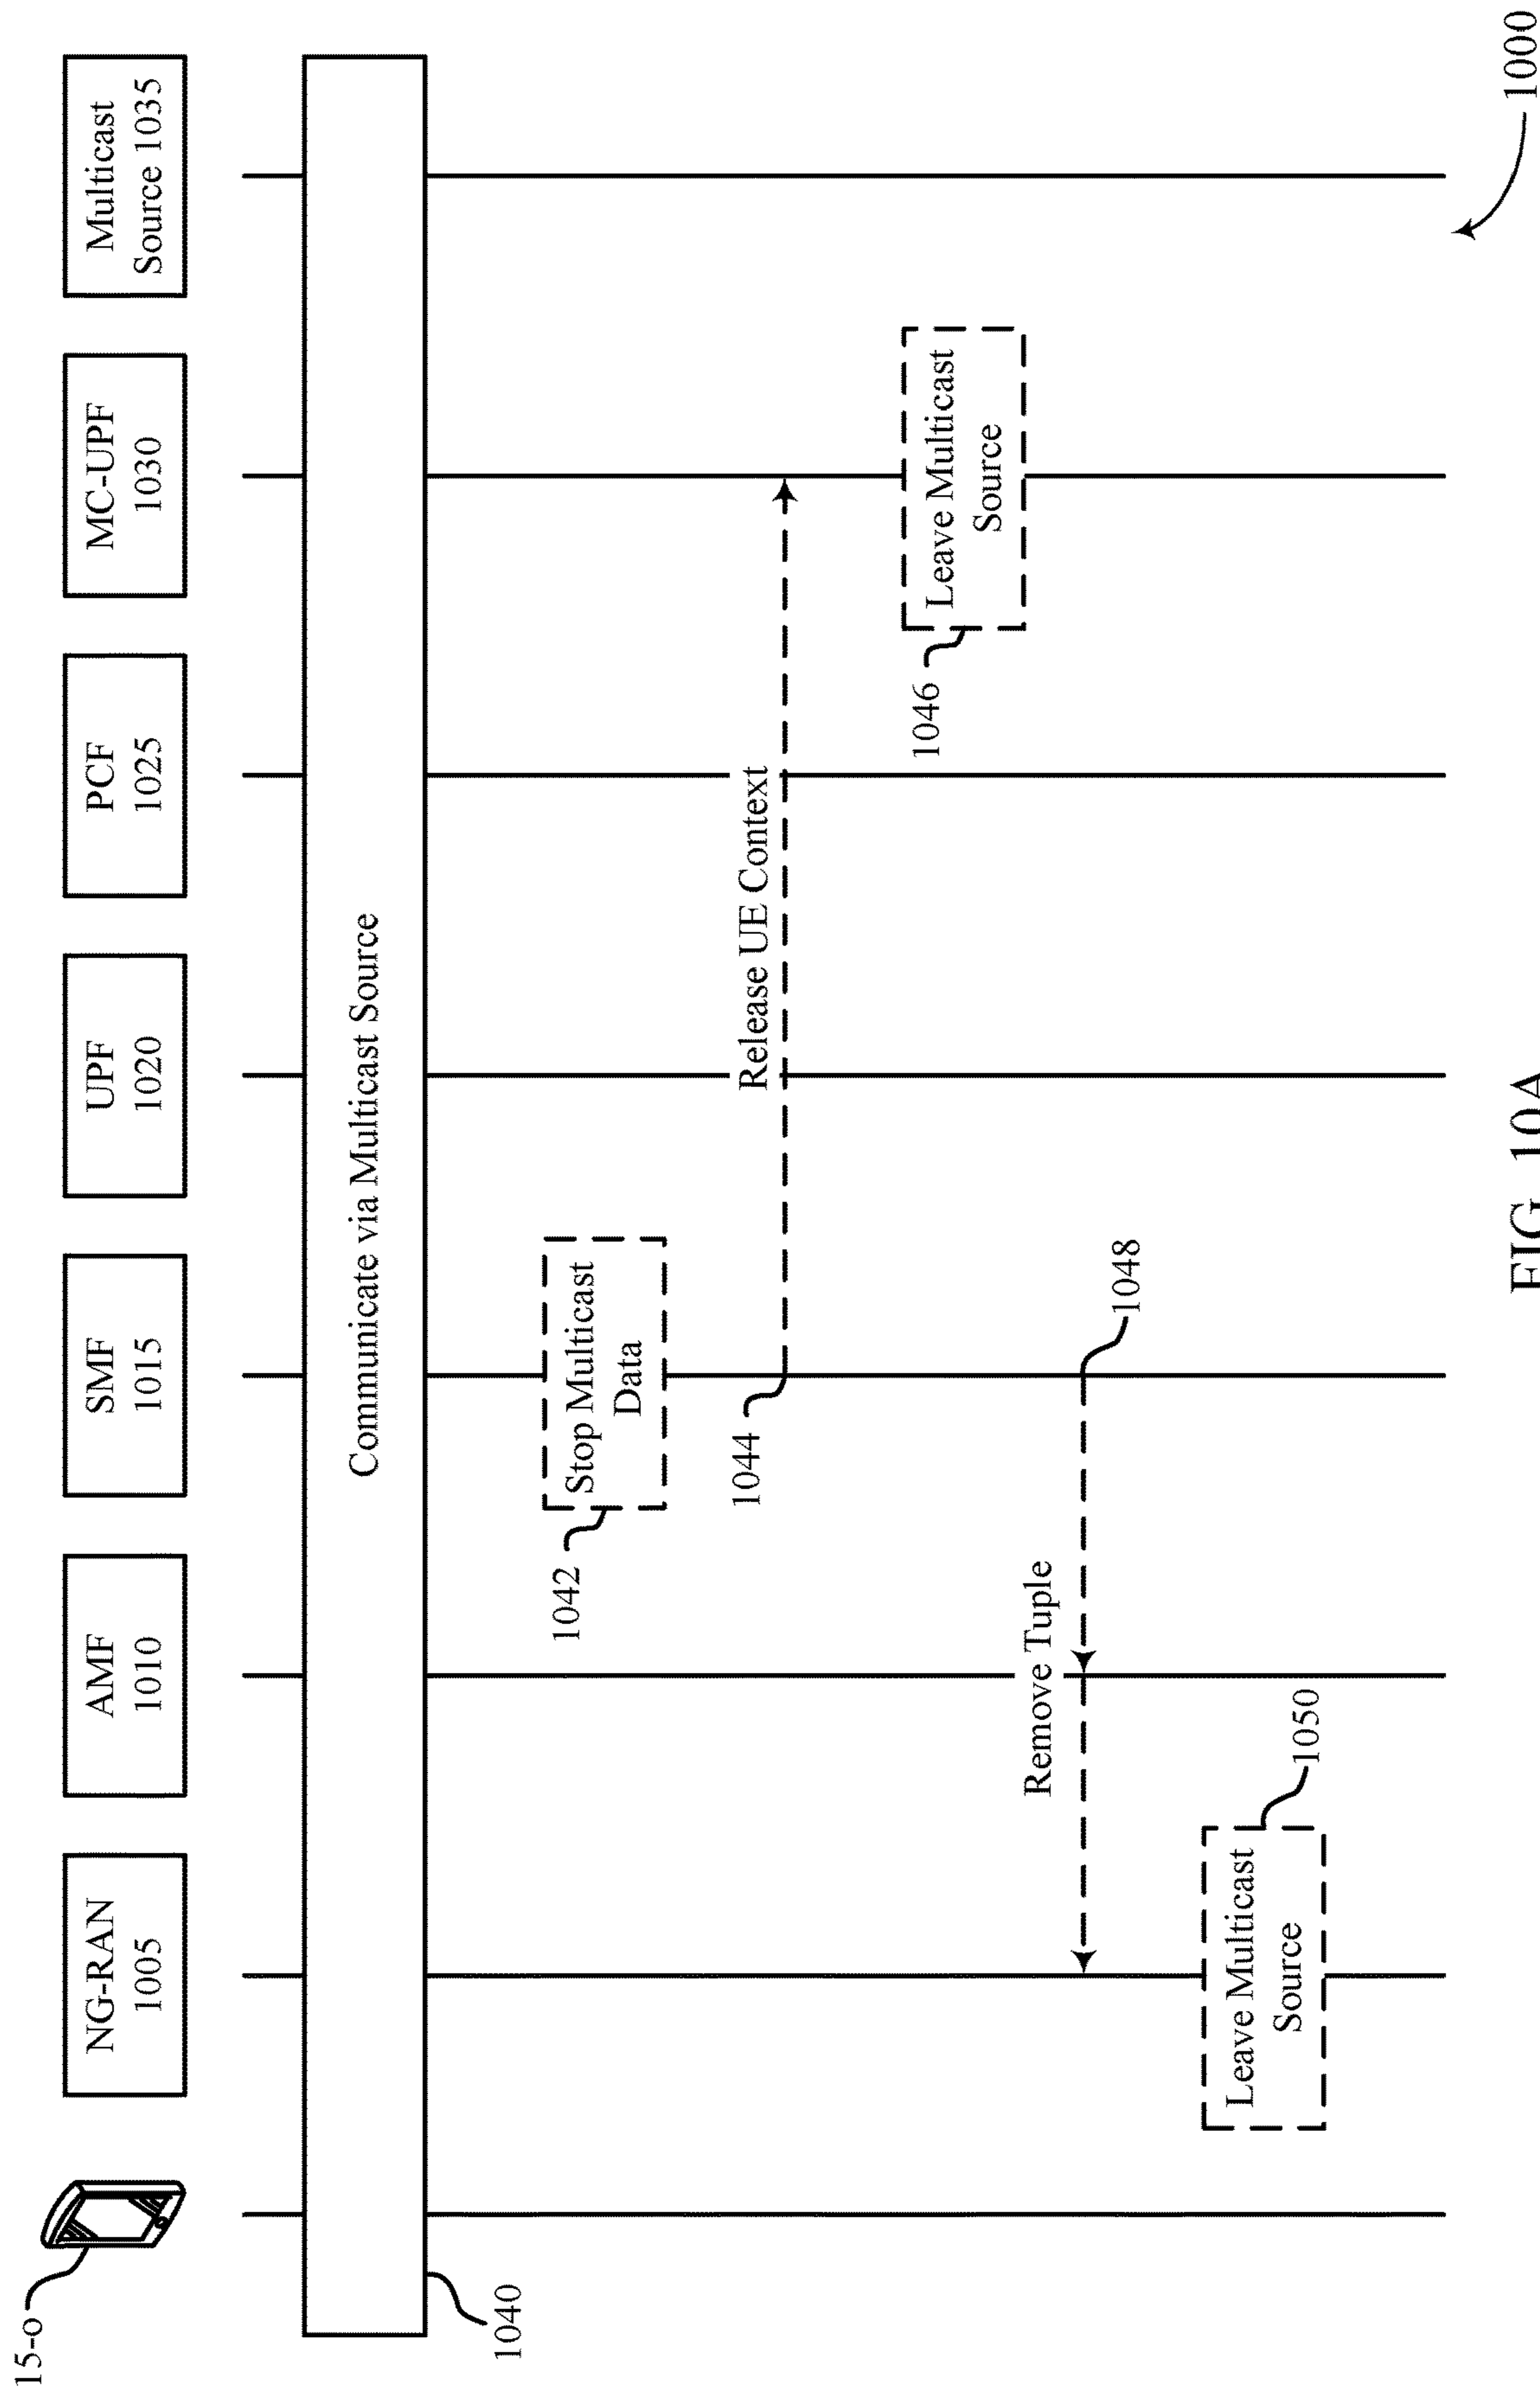 15-o
NG-RAN
1005
AMF
1010
SMF
1015
UPF
1020
PCF
1025
MC-UPF
1030
Multicast
Source 1035
Communicate via Multicast Source
1040
Stop Multicast
Data
1042
Release UE Context
1044
Leave Multicast
Source
1046
Remove Tuple
1048
Leave Multicast
Source
1050
FIG. 10A
1000